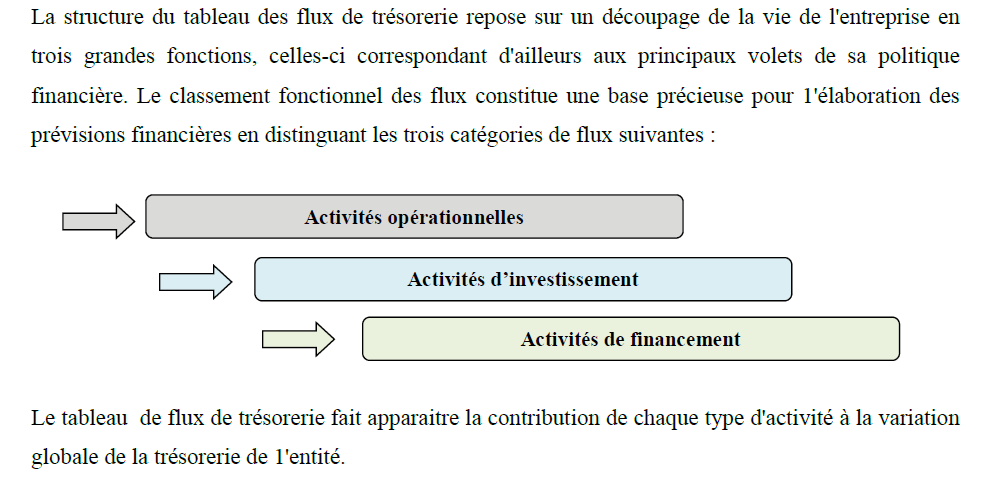 La structure du tableau des flux de trésorerie repose sur un découpage de la vie de l'entreprise en
trois grandes fonctions, celles-ci correspondant d'ailleurs aux principaux volets de sa politique
financière. Le classement fonctionnel des flux constitue une base précieuse pour 1'élaboration des
prévisions financières en distinguant les trois catégories de flux suivantes :
Activités opérationnelles
Activités d’investissement
Activités de financement
Le tableau  de flux de trésorerie fait apparaitre la contribution de chaque type d'activité à la variation
globale de la trésorerie de 1'entité.